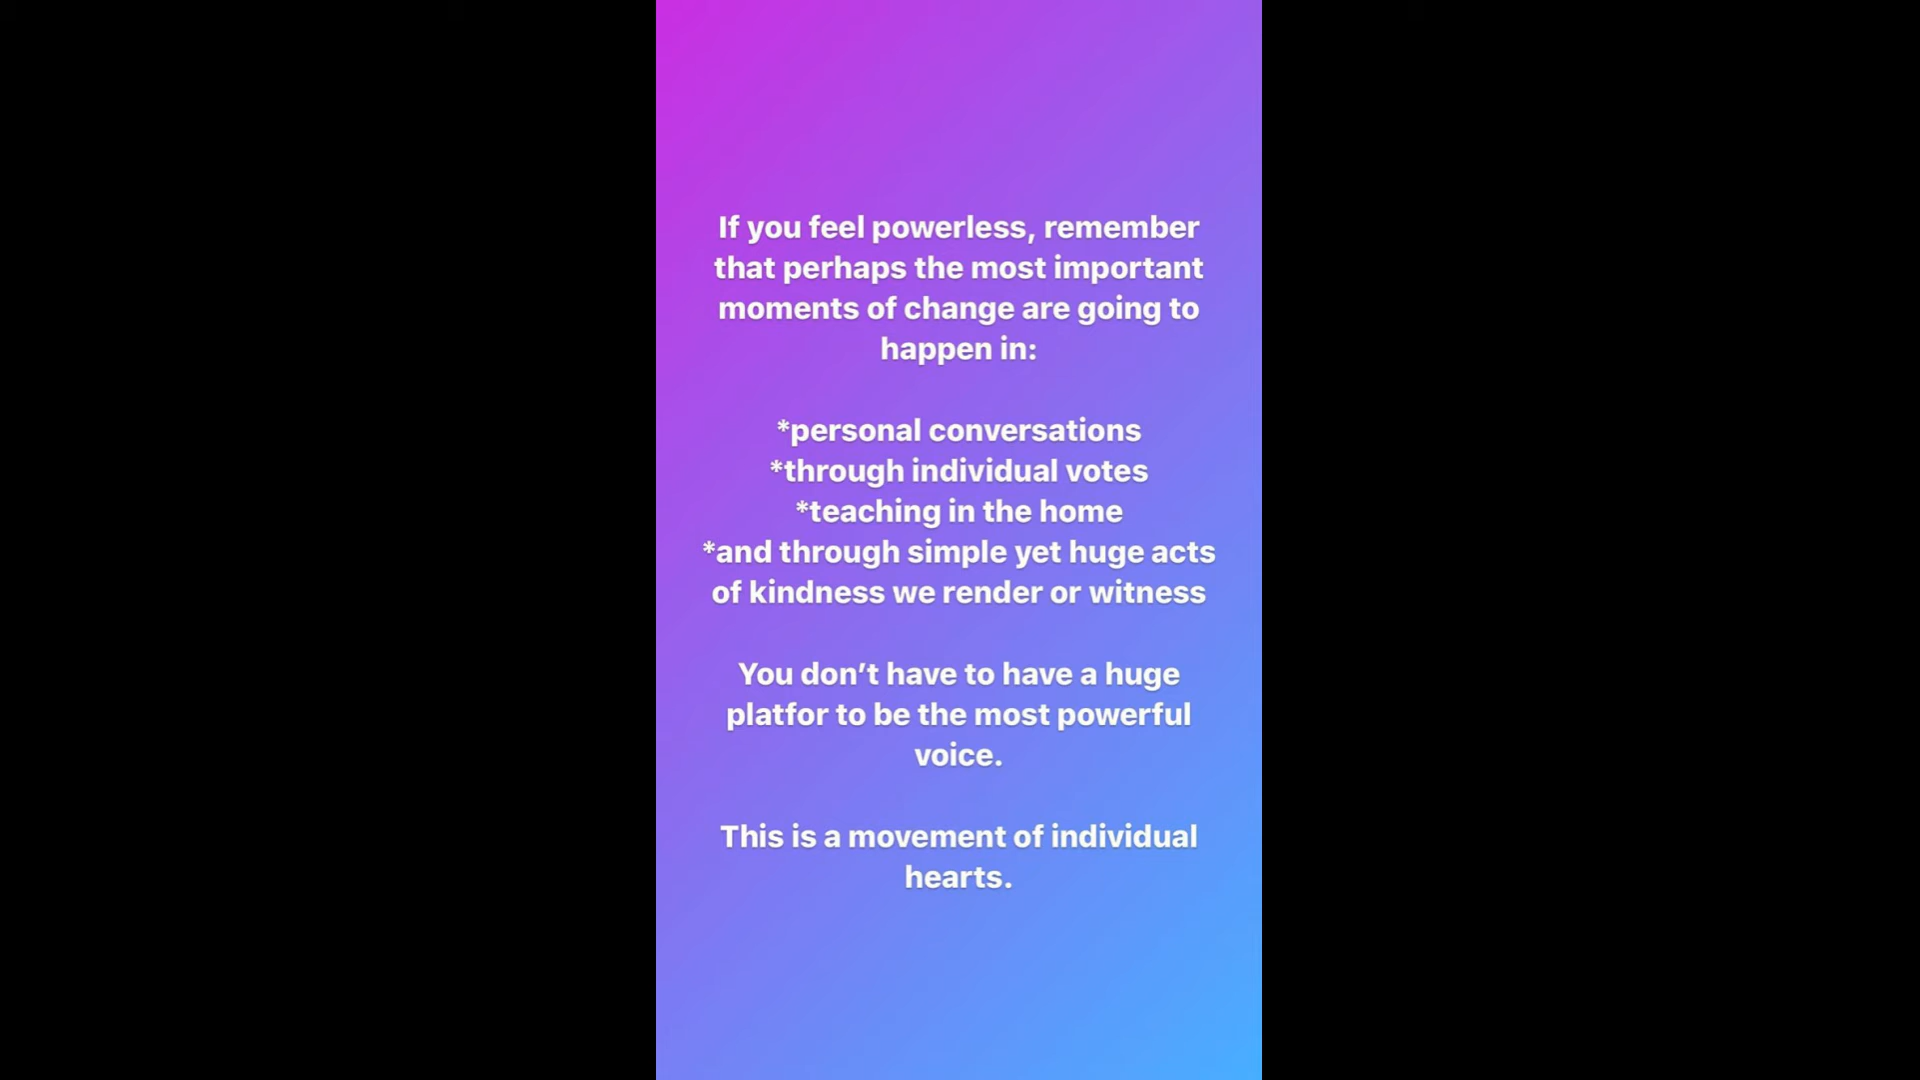 If you feel powerless, remember
that perhaps the most important
moments of change are going to
happen in:
*personal conversations
*through individual votes
*teaching in the home
*and through simple yet huge acts
of kindness we render or witness
You don’t have to have a huge
platfor to be the most powerful
voice.
This is a movement of individual
hearts.